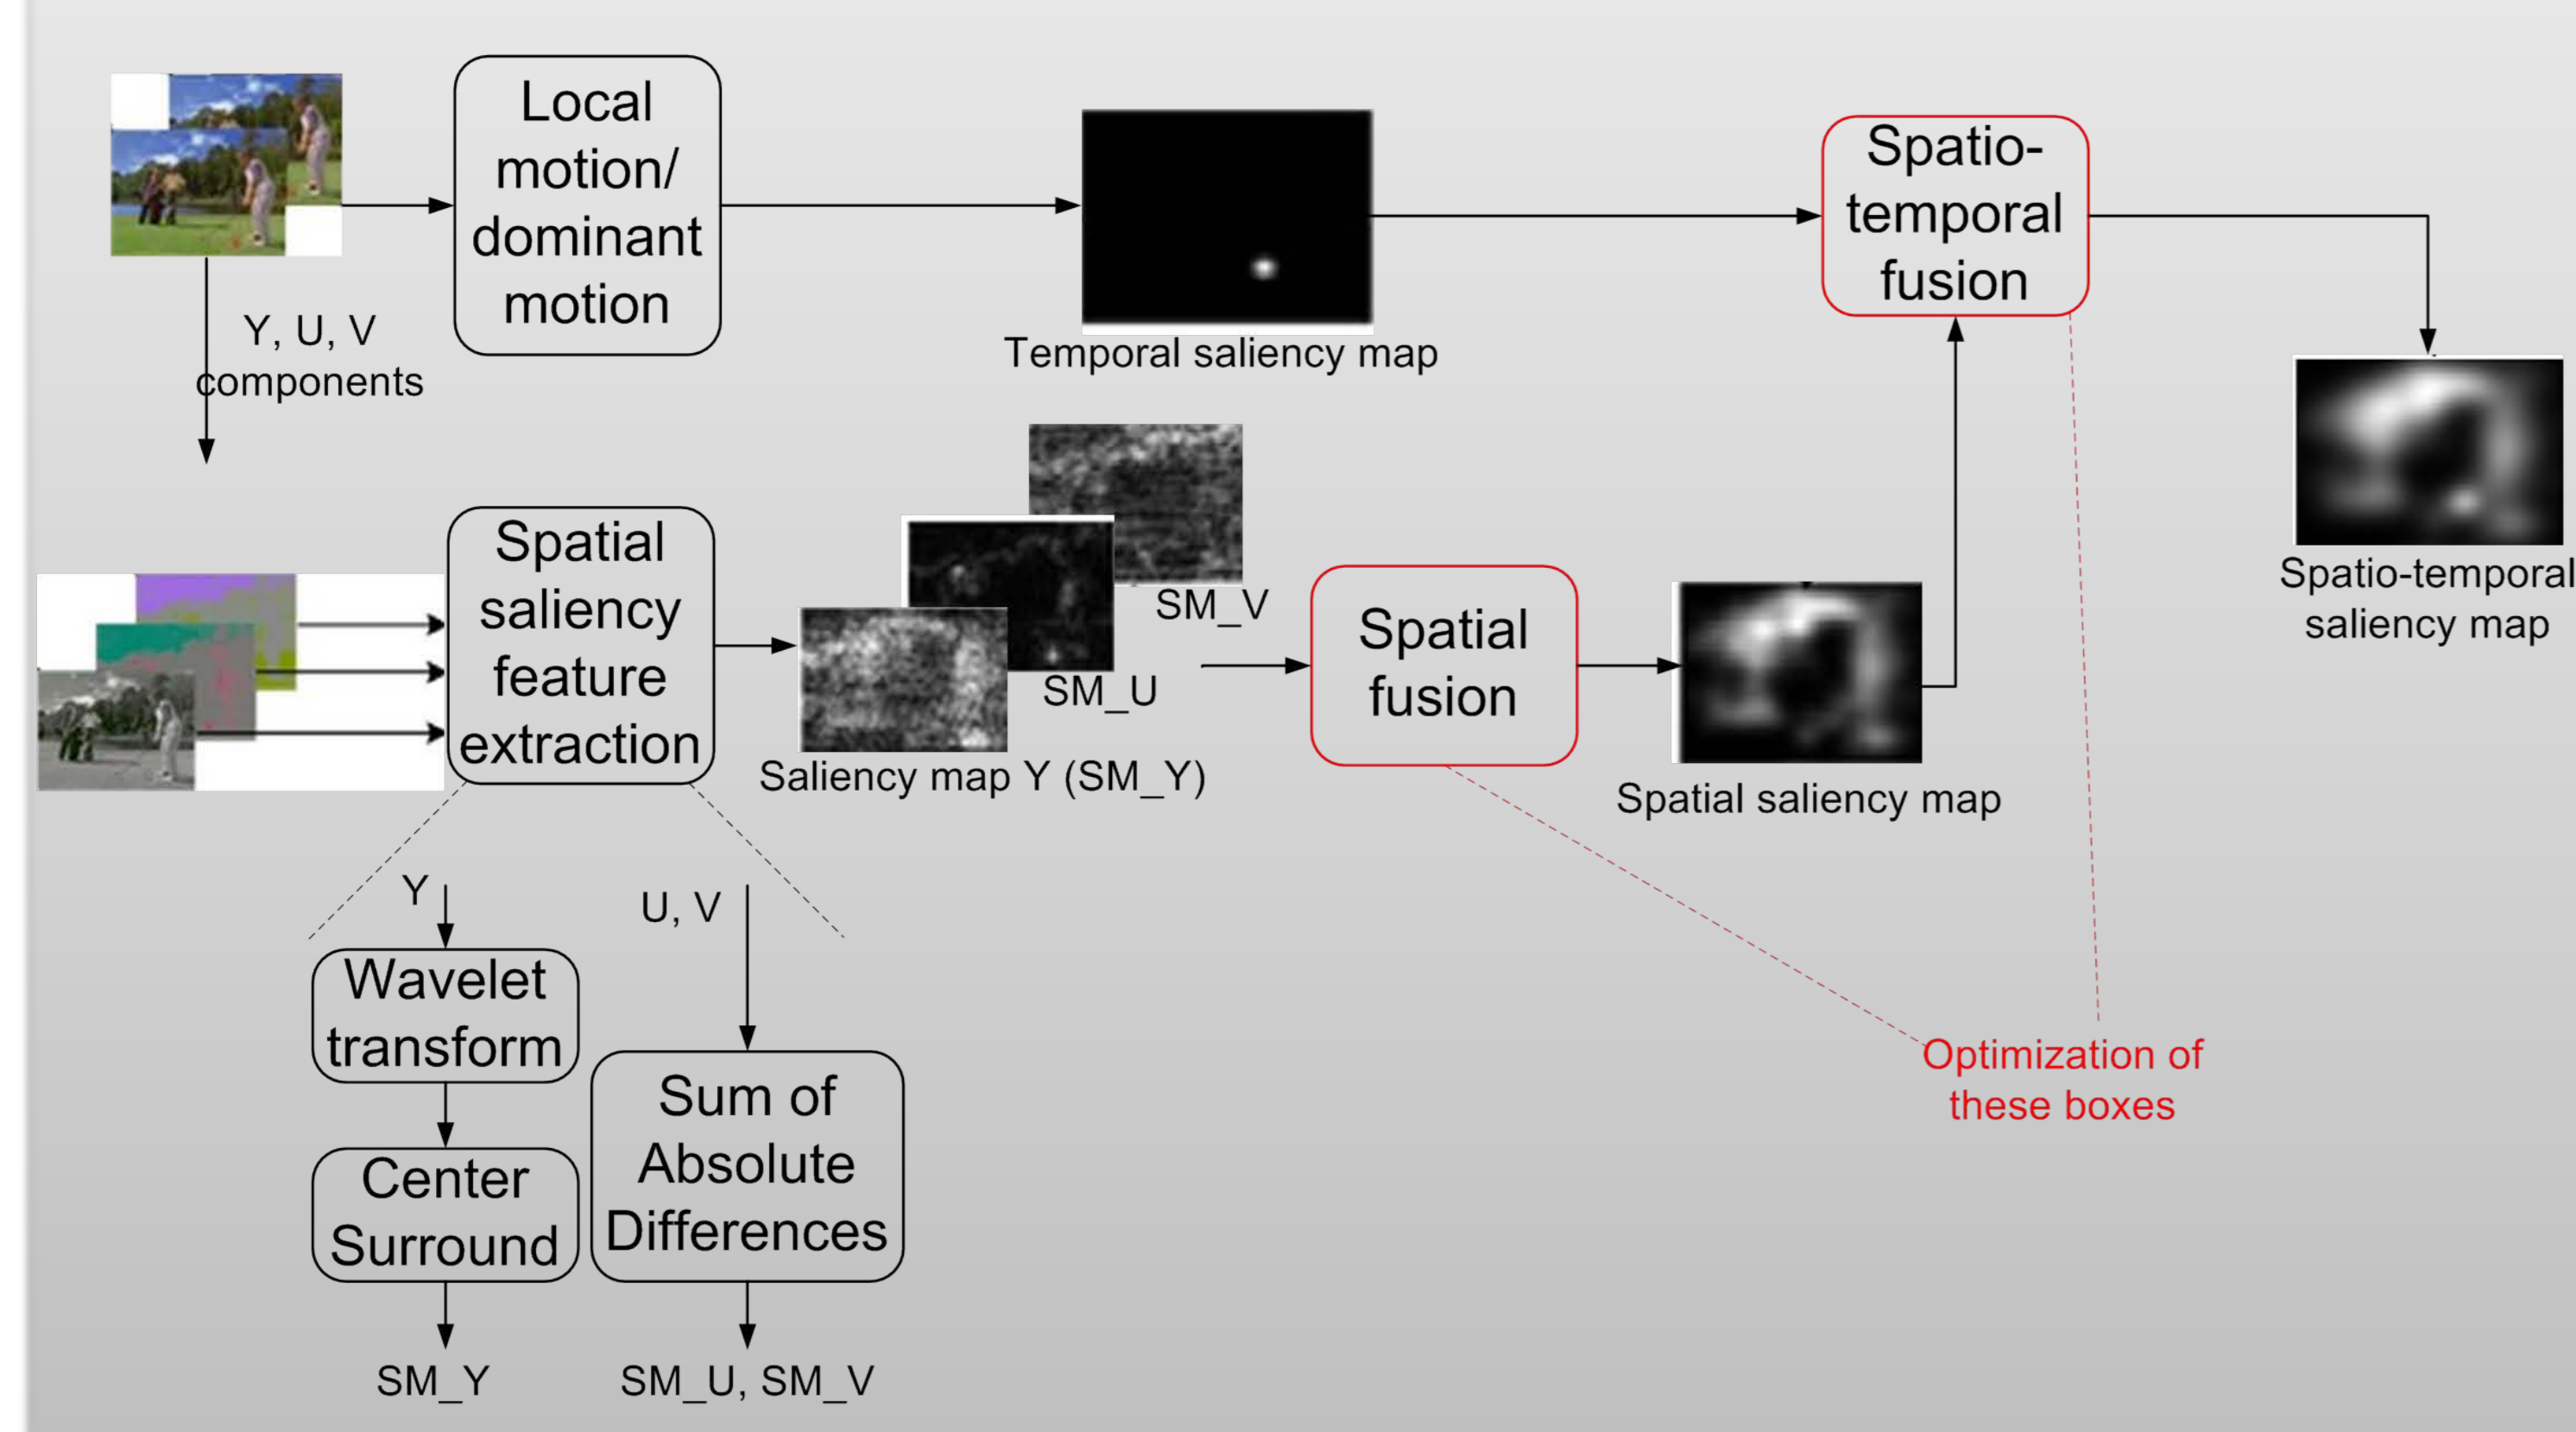 Local
motion/
dominant
motion
Spatio-
temporal
fusion
Y, U, V
components
Temporal saliency map
Spatial
saliency
feature
extraction
SM_V
SM_U
Saliency map Y (SM_Y)
Spatial
fusion
Spatial saliency map
Spatio-temporal
saliency map
Y
U, V
Wavelet
transform
Center
Surround
Sum of
Absolute
Differences
SM_Y
SM_U, SM_V
Optimization of
these boxes